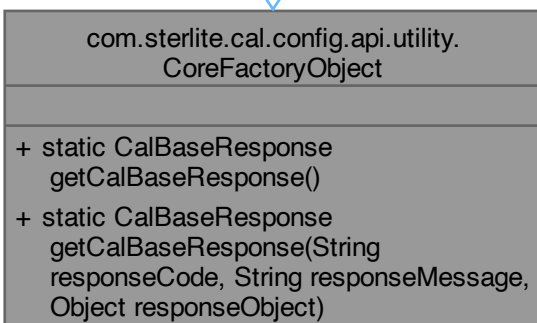 com.sterlite.cal.config.api.utility.
CoreFactoryObject
+ static CalBaseResponse
getCalBaseResponse()
+ static CalBaseResponse
getCalBaseResponse(String
responseCode, String responseMessage,
Object responseObject)